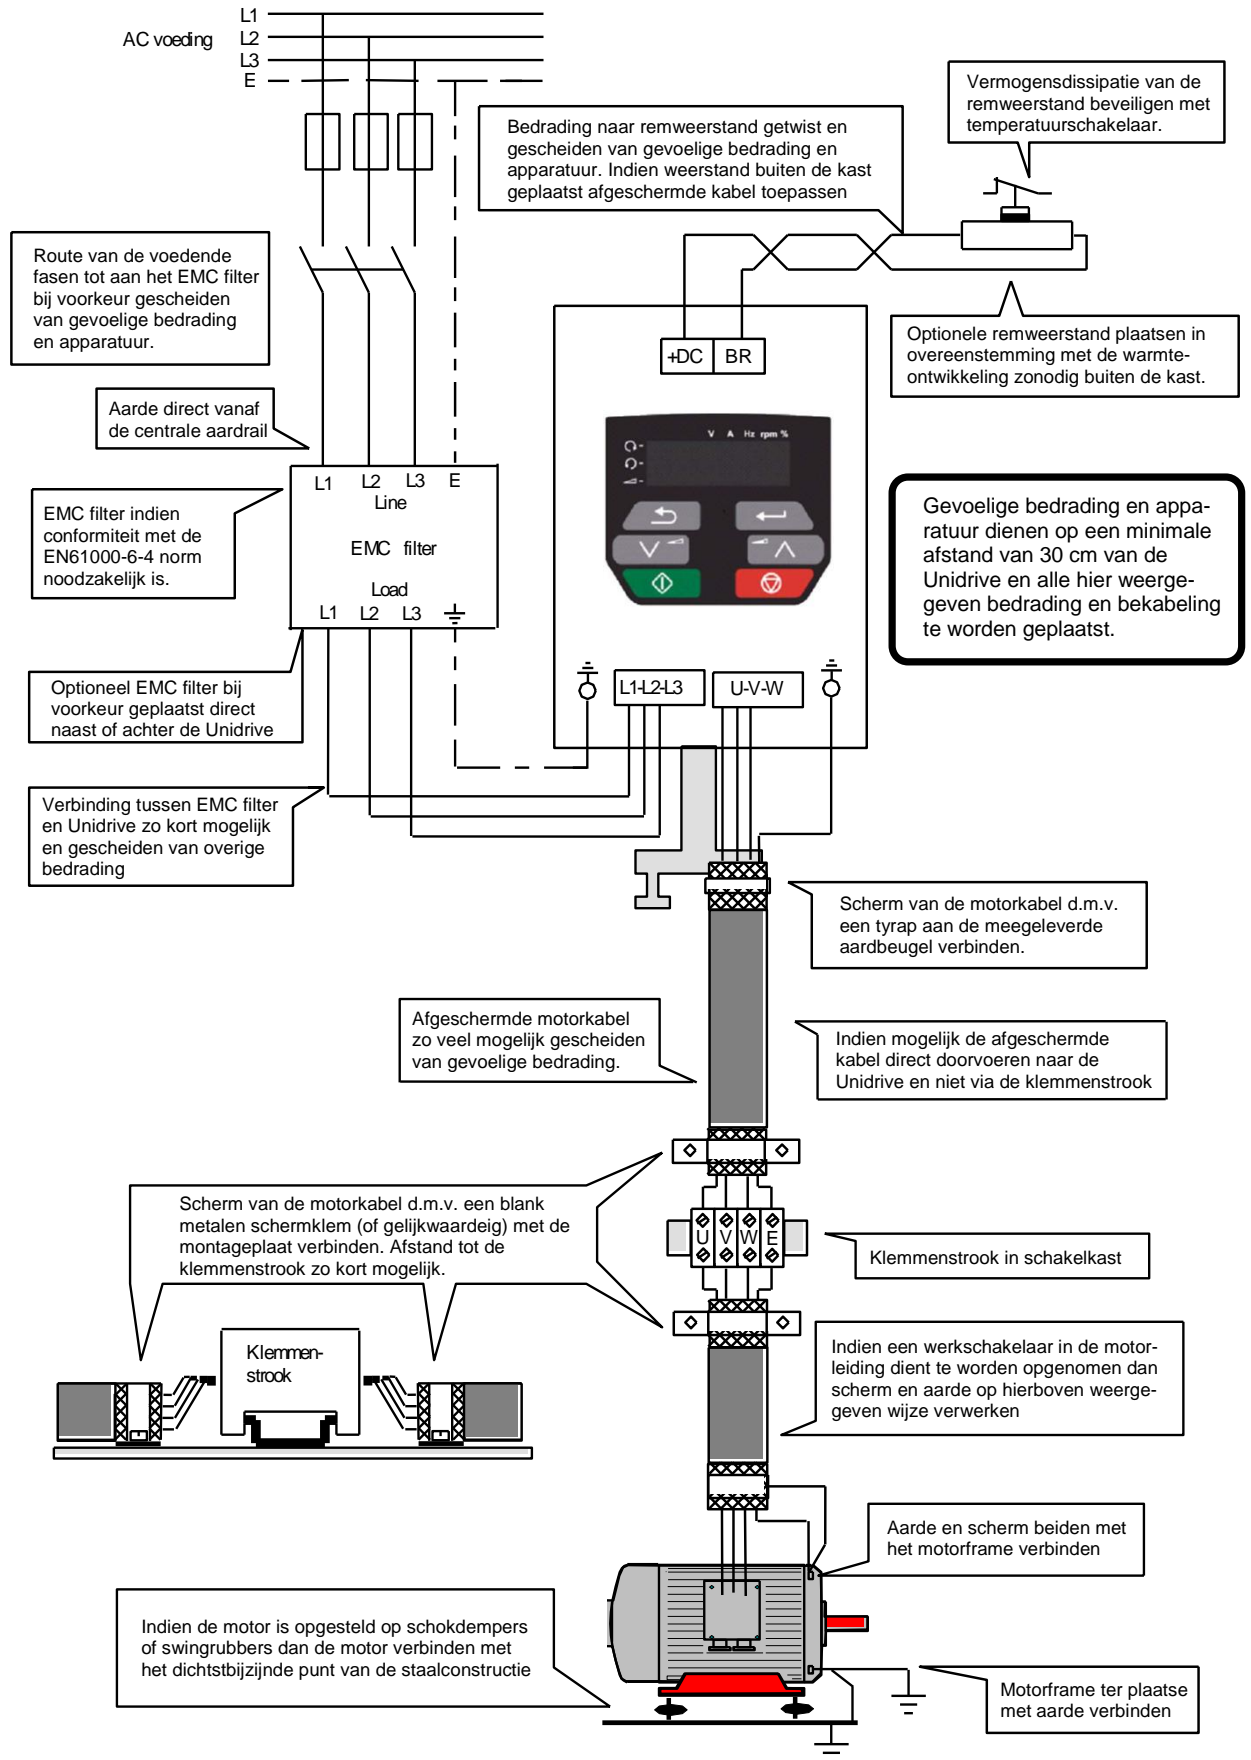 L1
AC voeding
L2
L3
E
Vermogensdissipatie van de
remweerstand beveiligen met
temperatuurschakelaar.
Bedrading naar remweerstand getwist en
gescheiden van gevoelige bedrading en
apparatuur. Indien weerstand buiten de kast
geplaatst afgeschermde kabel toepassen
Route van de voedende
fasen tot aan het EMC filter
bij voorkeur gescheiden
van gevoelige bedrading
en apparatuur.
Optionele remweerstand plaatsen in
overeenstemming met de warmte-
ontwikkeling zonodig buiten de kast.
+DC BR
Aarde direct vanaf
de centrale aardrail
V A Hz rpm %
L1 L2 L3 E
Line
EMC filter
Load
L1 L2 L3
EMC filter indien
conformiteit met de
EN61000-6-4 norm
noodzakelijk is.
Gevoelige bedrading en appa-
ratuur dienen op een minimale
afstand van 30 cm van de
Unidrive en alle hier weerge-
geven bedrading en bekabeling
te worden geplaatst.
Optioneel EMC filter bij
voorkeur geplaatst direct
naast of achter de Unidrive
L1-L2-L3 U-V-W
Verbinding tussen EMC filter
en Unidrive zo kort mogelijk
en gescheiden van overige
bedrading
Scherm van de motorkabel d.m.v.
een tyrap aan de meegeleverde
aardbeugel verbinden.
Afgeschermde motorkabel
zo veel mogelijk gescheiden
van gevoelige bedrading.
Indien mogelijk de afgeschermde
kabel direct doorvoeren naar de
Unidrive en niet via de klemmenstrook
Scherm van de motorkabel d.m.v. een blank
metalen schermklem (of gelijkwaardeig) met de
montageplaat verbinden. Afstand tot de
klemmenstrook zo kort mogelijk.
U V W E
Klemmenstrook in schakelkast
Klemmen-
strook
Indien een werkschakelaar in de motor-
leiding dient te worden opgenomen dan
scherm en aarde op hierboven weerge-
geven wijze verwerken
Aarde en scherm beiden met
het motorframe verbinden
Indien de motor is opgesteld op schokdempers
of swingrubbers dan de motor verbinden met
het dichtstbijzijnde punt van de staalconstructie
Motorframe ter plaatse
met aarde verbinden